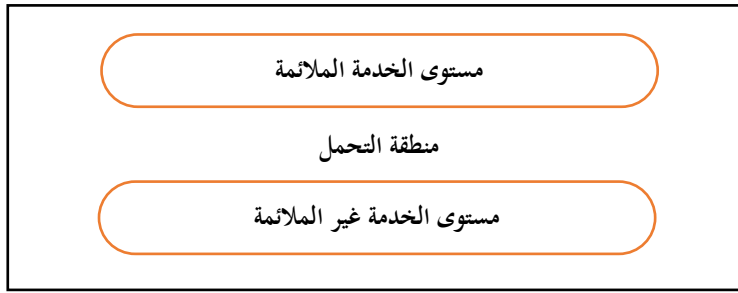 مستوى الخدمة الملائمة
منطقة التحمل
مستوى الخدمة غير الملائمة